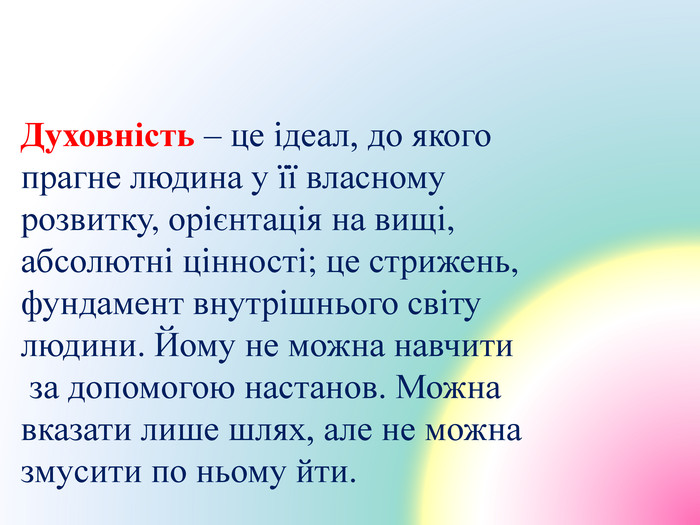 Духовність – це ідеал, до якого
прагне людина у її власному
розвитку, орієнтація на вищі,
абсолютні цінності; це стрижень,
фундамент внутрішнього світу
людини. Йому не можна навчити
за допомогою настанов. Можна
вказати лише шлях, але не можна
змусити по ньому йти.